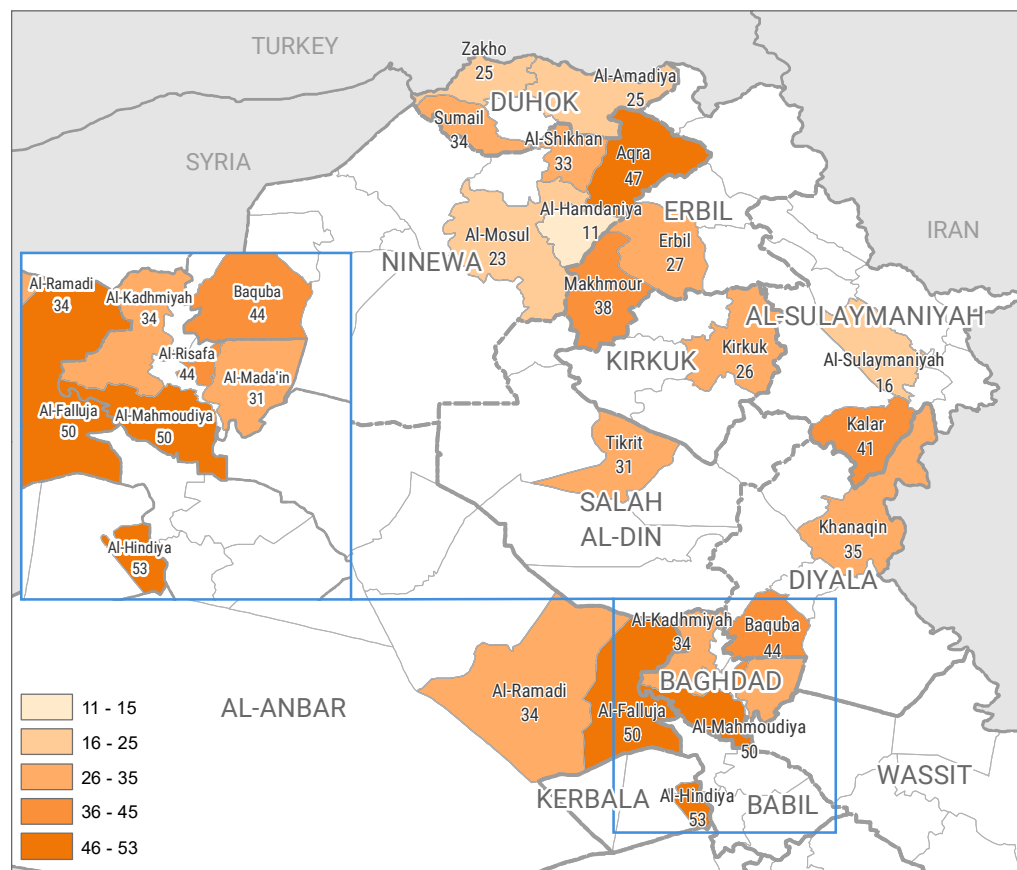 TURKEY
Zakho
25
Al-Amadiya
25
DUHOK
Sumail
34
Al-Shikhan
33
Aqra
47
SYRIA
Al-Hamdaniya
11
ERBIL
Al-Mosul
23
Erbil
27
IRAN
NINEWA
Makhmour
38
AL-SULAYMANIYAH
KIRKUK
Kirkuk
26
Al-Sulaymaniyah
16
Kalar
41
Tikrit
31
SALAH
AL-DIN
Khanaqin
35
DIYALA
Al-Ramadi
34
Al-Kadhmiyah
34
Baquba
44
Al-Risafa
44
Al-Mada'in
31
Al-Falluja
50
Al-Mahmoudiya
50
Al-Hindiya
53
Al-Kadhmiyah
34
Baquba
44
BAGHDAD
Al-Ramadi
34
Al-Falluja
50
Al-Mahmoudiya
50
AL-ANBAR
WASSIT
KERBALA
Al-Hindiya
53
BABIL
11 - 15
16 - 25
26 - 35
36 - 45
46 - 53